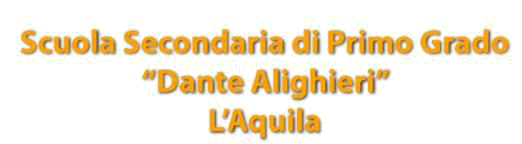 Scuola Secondaria di Primo Grado
“Dante Alighieri”
L’Aquila